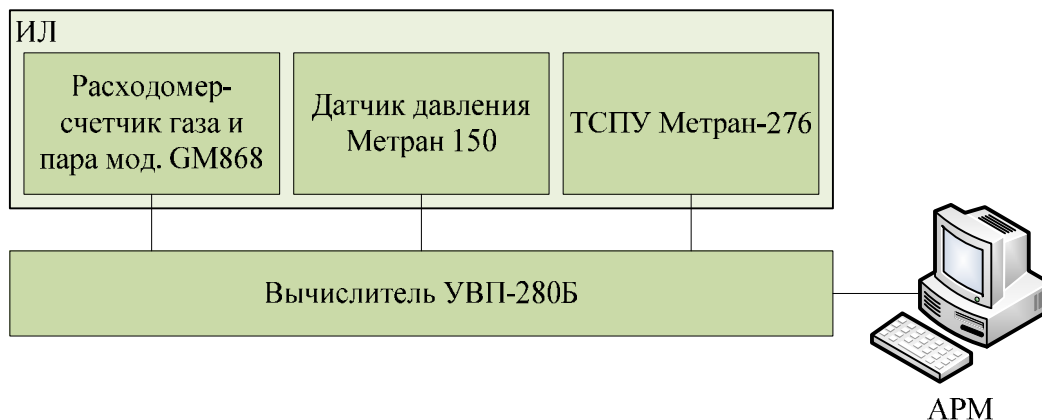 ИЛ
Расходомер-
счетчик газа и
пара мод. GM868
Датчик давления
Метран 150
ТСПУ Метран-276
Вычислитель УВП-280Б
АРМ